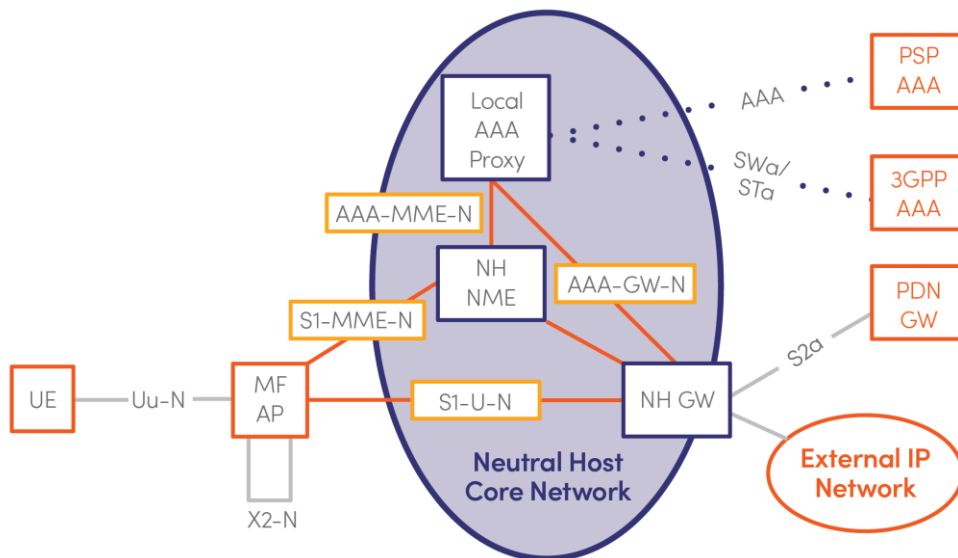 PSP
AAA
Local
AAA
Proxy
AAA
SWa/
STa
3GPP
AAA
AAA-MME-N
NH
NME
AAA-GW-N
PDN
GW
S1-MME-N
S2a
UE
Uu-N
MF
AP
S1-U-N
NH GW
Neutral Host
Core Network
External IP
Network
X2-N